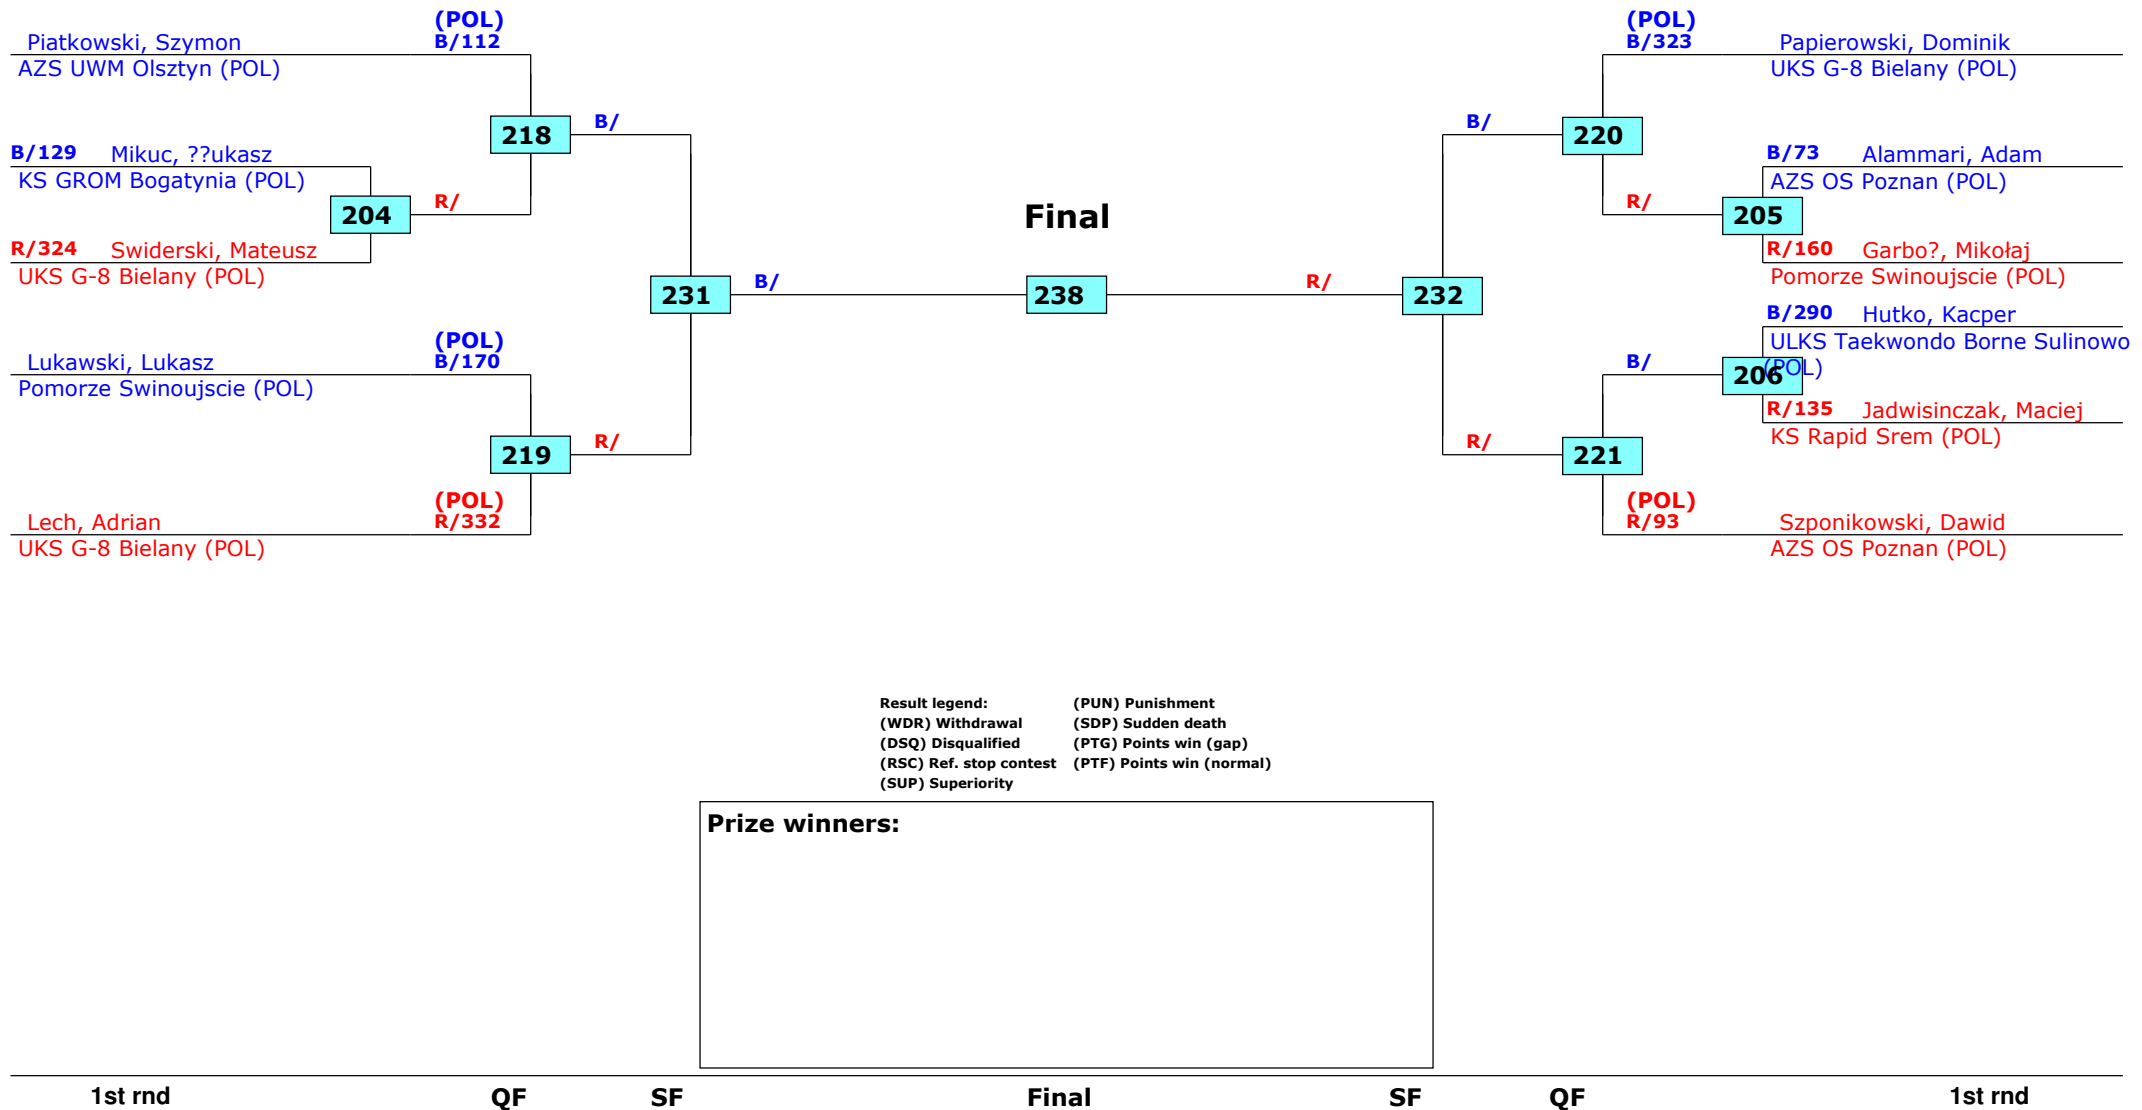 (POL)
Piatkowski, Szymon B/112
AZS UWM Olsztyn (POL)
218
B/
B/129 Mikuc, ??ukasz
KS GROM Bogatynia (POL)
204
R/
R/324 Swiderski, Mateusz
UKS G-8 Bielany (POL)
231
B/
(POL)
Lukawski, Lukasz B/170
Pomorze Swinoujscie (POL)
219
R/
(POL)
Lech, Adrian R/332
UKS G-8 Bielany (POL)
Final
238
R/
232
(POL)
B/323 Papierowski, Dominik
UKS G-8 Bielany (POL)
B/
220
B/73 Alammari, Adam
AZS OS Poznan (POL)
R/
205
R/160 Garbo?, Mikołaj
Pomorze Swinoujscie (POL)
B/290 Hutko, Kacper
ULKS Taekwondo Borne Sulinowo
(POL)
B/
206
R/135 Jadwisinczak, Maciej
KS Rapid Srem (POL)
R/
221
(POL)
R/93 Szponikowski, Dawid
AZS OS Poznan (POL)
Result legend: (PUN) Punishment
(WDR) Withdrawal (SDP) Sudden death
(DSQ) Disqualified (PTG) Points win (gap)
(RSC) Ref. stop contest (PTF) Points win (normal)
(SUP) Superiority
Prize winners:
1st rnd QF SF Final SF QF 1st rnd